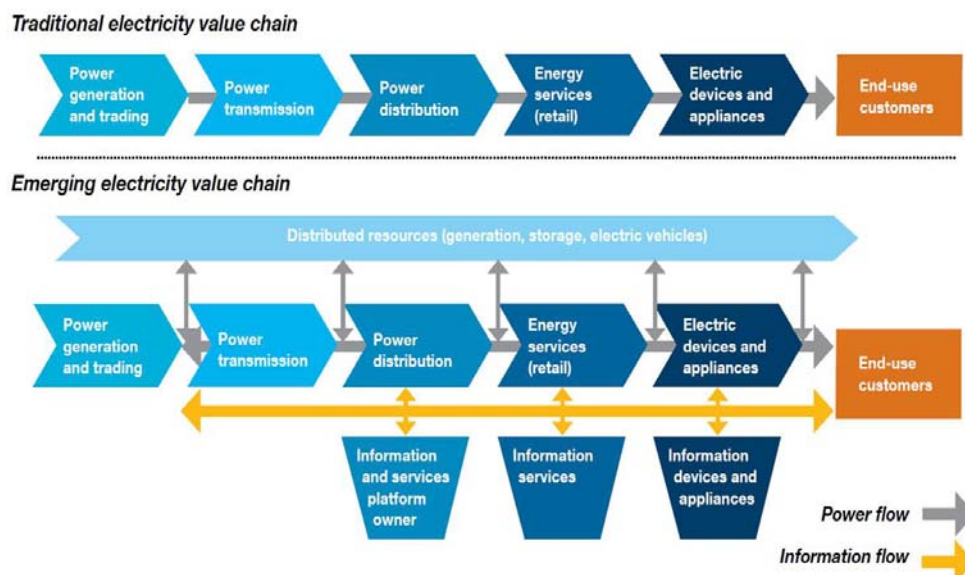 Traditional electricity value chain
Power
generation
and trading
Power
transmission
Power
distribution
Energy
services
(retail)
Electric
devices and
appliances
End-use
customers
Emerging electricity value chain
Distributed resources (generation, storage, electric vehicles)
Power
generation
and trading
Power
transmission
Power
distribution
Energy
services
(retail)
Electric
devices and
appliances
End-use
customers
Information
and services
platform
owner
Information
services
Information
devices and
appliances
Power flow
Information flow